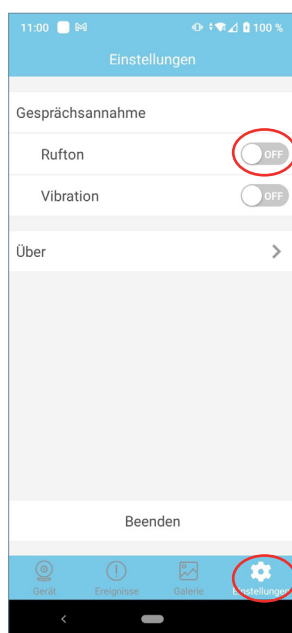 11:00 100 %
Einstellungen
Gesprächsannahme
Rufton OFF
Vibration OFF
Über
Beenden
Gerät Ereignisse Galerie Einstellungen